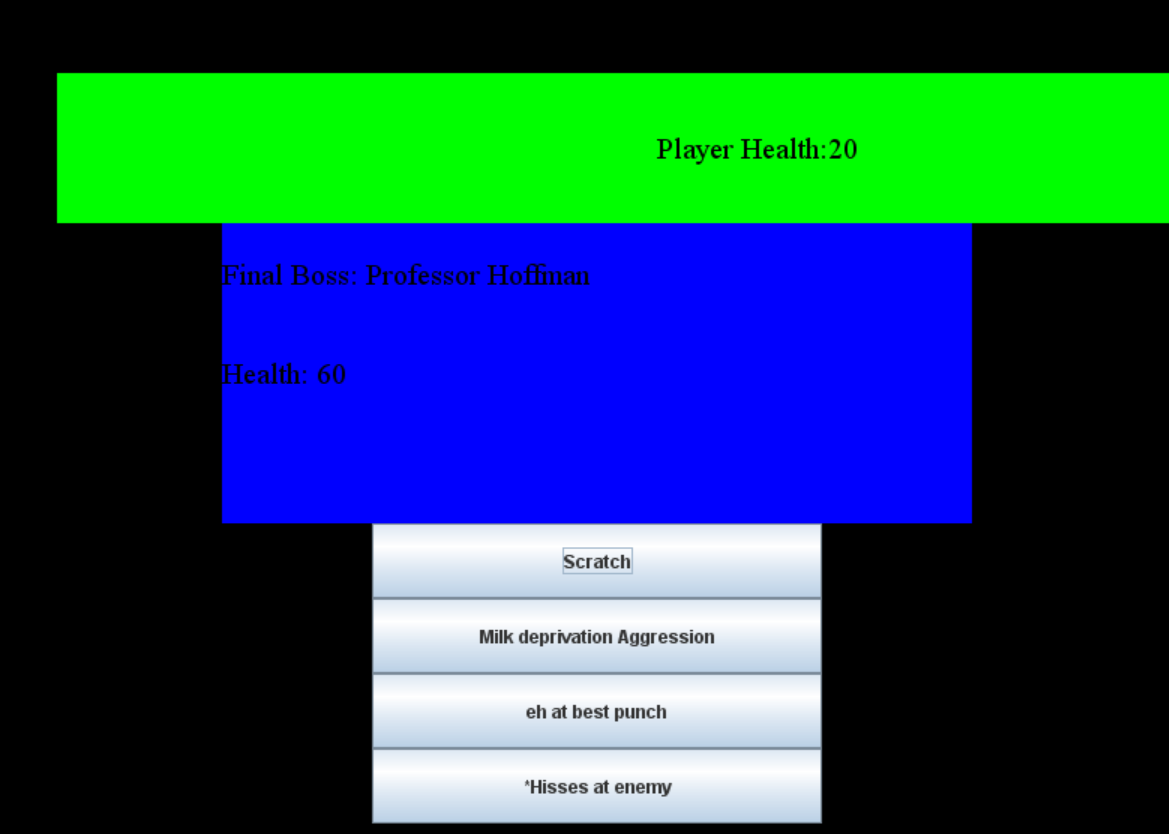 Player Health:20
Final Boss: Professor Hoffman
Health: 60
Scratch
Milk deprivation Aggression
eh at best punch
*Hisses at enemy